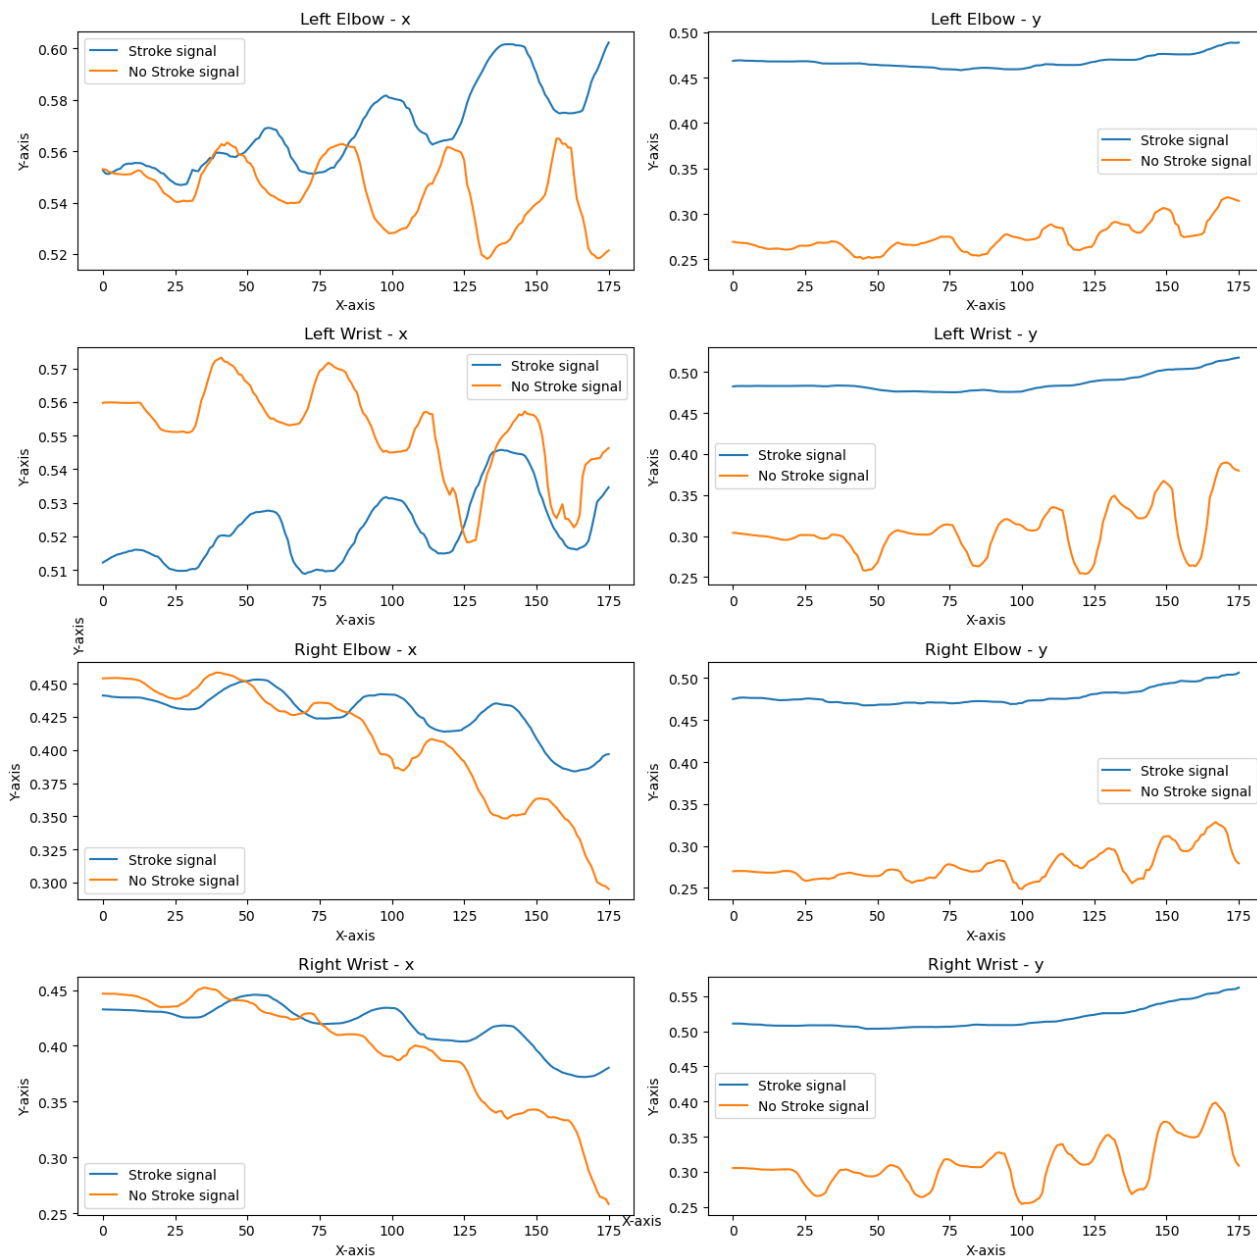 Left Elbow - x
Y-axis
0.60
0.58
0.56
0.54
0.52
Stroke signal
No Stroke signal
0 25 50 75 100 125 150 175
X-axis
Left Elbow - y
Y-axis
0.50
0.45
0.40
0.35
0.30
0.25
Stroke signal
No Stroke signal
0 25 50 75 100 125 150 175
X-axis
Left Wrist - x
Y-axis
0.57
0.56
0.55
0.54
0.53
0.52
0.51
Stroke signal
No Stroke signal
0 25 50 75 100 125 150 175
X-axis
Left Wrist - y
Y-axis
0.50
0.45
0.40
0.35
0.30
0.25
Stroke signal
No Stroke signal
0 25 50 75 100 125 150 175
X-axis
Y-axis
Right Elbow - x
Y-axis
0.450
0.425
0.400
0.375
0.350
0.325
0.300
Stroke signal
No Stroke signal
0 25 50 75 100 125 150 175
X-axis
Right Elbow - y
Y-axis
0.50
0.45
0.40
0.35
0.30
0.25
Stroke signal
No Stroke signal
0 25 50 75 100 125 150 175
X-axis
Right Wrist - x
Y-axis
0.45
0.40
0.35
0.30
0.25
Stroke signal
No Stroke signal
0 25 50 75 100 125 150 175
X-axis
Right Wrist - y
Y-axis
0.55
0.50
0.45
0.40
0.35
0.30
0.25
Stroke signal
No Stroke signal
0 25 50 75 100 125 150 175
X-axis
X-axis